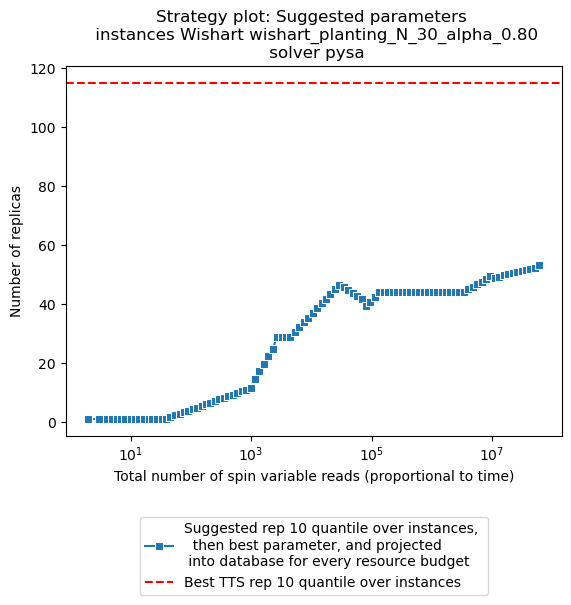 Strategy plot: Suggested parameters
instances Wishart wishart_planting_N_30_alpha_0.80
solver pysa
120
100
80
60
40
20
0
Number of replicas
10^1
10^3
10^5
10^7
Total number of spin variable reads (proportional to time)
Suggested rep 10 quantile over instances,
then best parameter, and projected
into database for every resource budget
Best TTS rep 10 quantile over instances